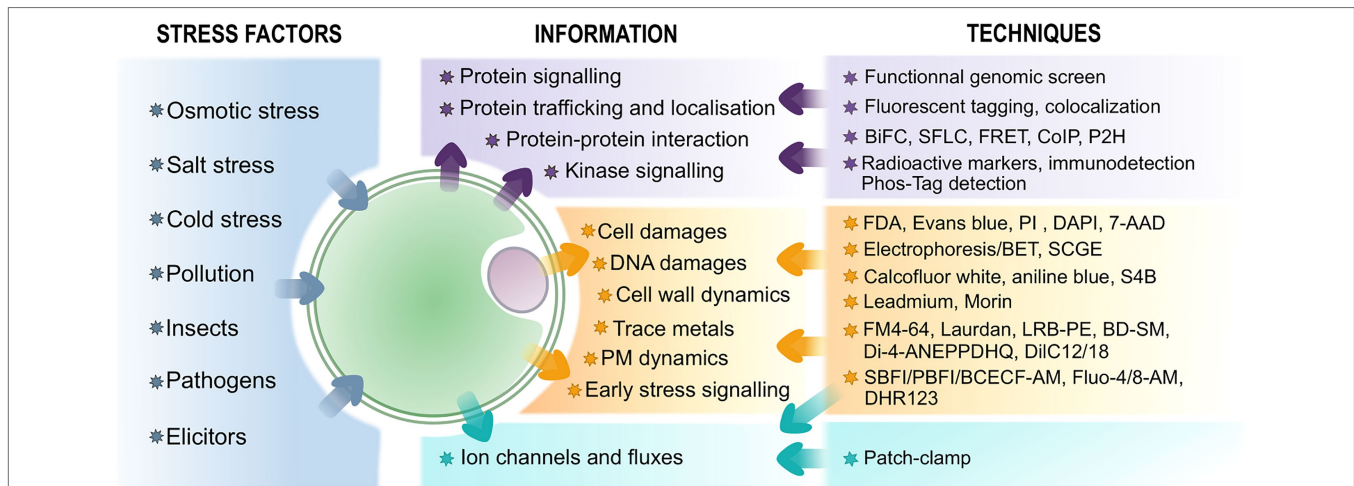 STRESS FACTORS
Osmotic stress
Salt stress
Cold stress
Pollution
Insects
Pathogens
Elicitors
INFORMATION
Protein signalling
Protein trafficking and localisation
Protein-protein interaction
Kinase signalling
Cell damages
DNA damages
Cell wall dynamics
Trace metals
PM dynamics
Early stress signalling
Ion channels and fluxes
TECHNIQUES
Functionnal genomic screen
Fluorescent tagging, colocalization
BiFC, SFLC, FRET, CoIP, P2H
Radioactive markers, immunodetection
Phos-Tag detection
FDA, Evans blue, PI , DAPI, 7-AAD
Electrophoresis/BET, SCGE
Calcofluor white, aniline blue, S4B
Leadmium, Morin
FM4-64, Laurdan, LRB-PE, BD-SM,
Di-4-ANEPPDHQ, DiIC12/18
SBFI/PBFI/BCECF-AM, Fluo-4/8-AM,
DHR123
Patch-clamp